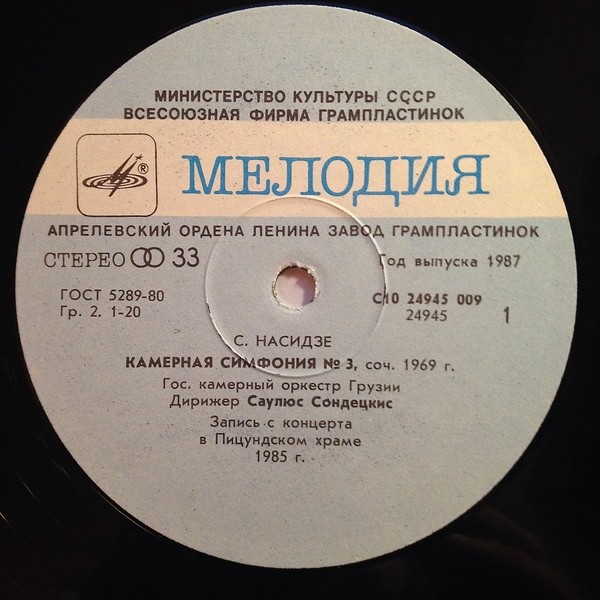 МИНИСТЕРСТВО КУЛЬТУРЫ СССР
ВСЕСОЮЗНАЯ ФИРМА ГРАМПЛАСТИНОК
® МЕЛОДИЯ
АПРЕЛЕВСКИЙ ОРДЕНА ЛЕНИНА ЗАВОД ГРАМПЛАСТИНОК
СТЕРЕО 33 Год выпуска 1987
ГОСТ 5289-80 С10 24945 009
Гр. 2. 1-20 24945 1
С. НАСИДЗЕ
КАМЕРНАЯ СИМФОНИЯ № 3, соч. 1969 г.
Гос. камерный оркестр Грузии
Дирижер Саулюс Сондецкис
Запись с концерта
в Пицундском храме
1985 г.